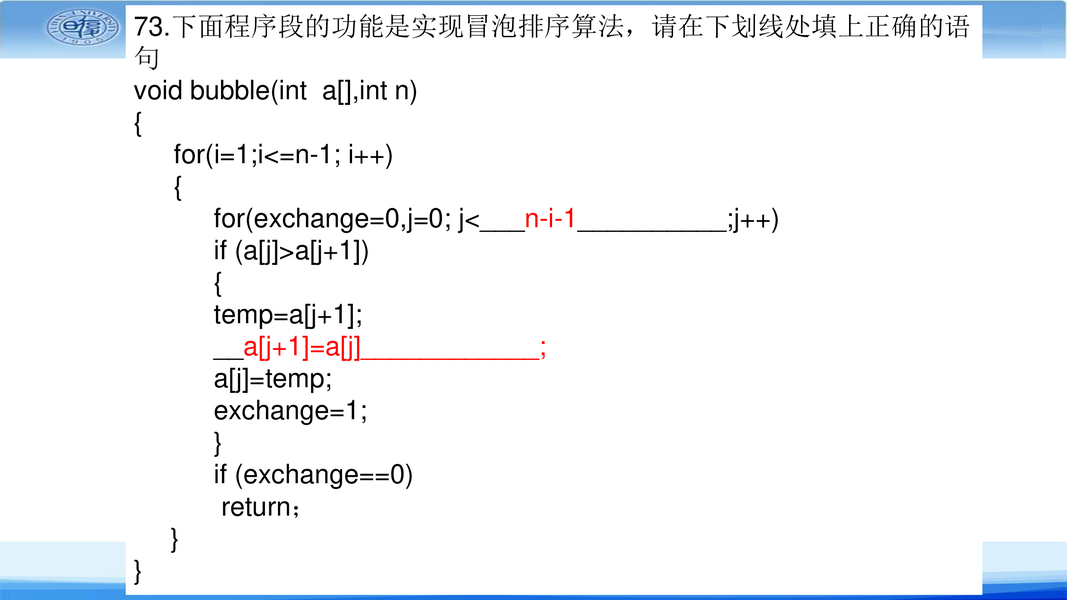 73.下面程序段的功能是实现冒泡排序算法，请在下划线处填上正确的语
句
void bubble(int  a[],int n)
{
for(i=1;i<=n-1; i++)
{
for(exchange=0,j=0; j<___n-i-1__________;j++)
if (a[j]>a[j+1])
{
temp=a[j+1];
__a[j+1]=a[j]____________;
a[j]=temp;
exchange=1;
}
if (exchange==0)
return；
}
}